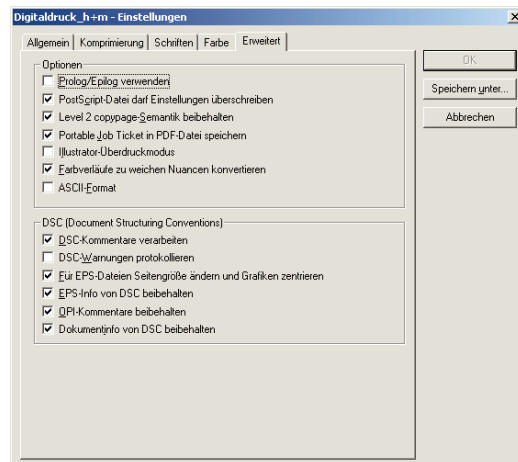 Digitaldruck_h+m - Einstellungen
Allgemein Komprimierung Schriften Farbe Erweitert
Optionen
Prolog/Epilog verwenden
PostScript-Datei darf Einstellungen überschreiben
Level 2 copypage-Semantik beibehalten
Portable Job Ticket in PDF-Datei speichern
Illustrator-Überdruckmodus
Farbverläufe zu weichen Nuancen konvertieren
ASCII-Format
DSC (Document Structuring Conventions)
DSC-Kommentare verarbeiten
DSC-Warnungen protokollieren
Für EPS-Dateien Seitengröße ändern und Grafiken zentrieren
EPS-Info von DSC beibehalten
OPI-Kommentare beibehalten
Dokumentinfo von DSC beibehalten
OK
Speichern unter...
Abbrechen